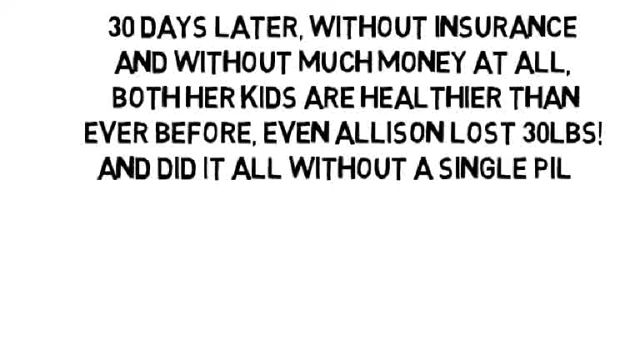 30 DAYS LATER, WITHOUT INSURANCE
AND WITHOUT MUCH MONEY AT ALL,
BOTH HER KIDS ARE HEALTHIER THAN
EVER BEFORE, EVEN ALLISON LOST 30LBS!
AND DID IT ALL WITHOUT A SINGLE PIL